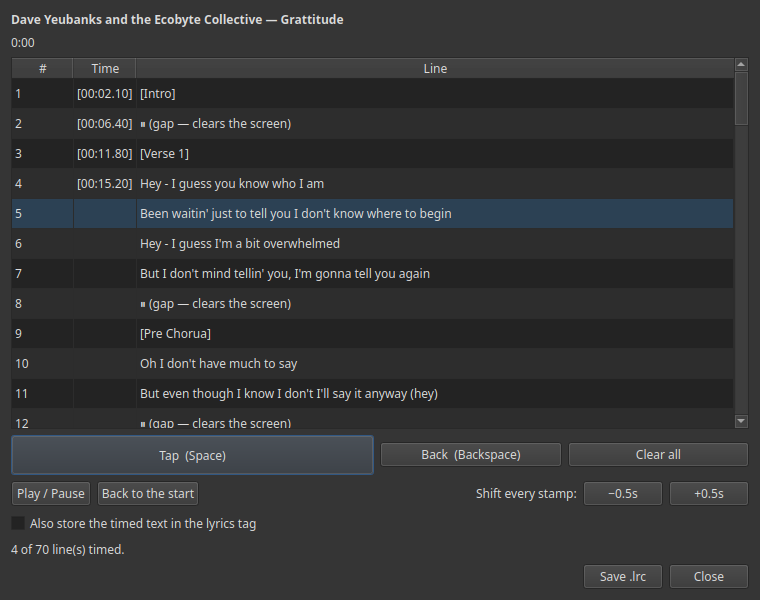 Dave Yeubanks and the Ecobyte Collective — Grattitude
0:00
# Time Line
1 [00:02.10] [Intro]
2 [00:06.40] ⏸ (gap — clears the screen)
3 [00:11.80] [Verse 1]
4 [00:15.20] Hey - I guess you know who I am
5 Been waitin' just to tell you I don't know where to begin
6 Hey - I guess I'm a bit overwhelmed
7 But I don't mind tellin' you, I'm gonna tell you again
8 ⏸ (gap — clears the screen)
9 [Pre Chorua]
10 Oh I don't have much to say
11 But even though I know I don't I'll say it anyway (hey)
12 ⏸ (gap — clears the screen)
Tap (Space) Back (Backspace) Clear all
Play / Pause Back to the start Shift every stamp: −0.5s +0.5s
Also store the timed text in the lyrics tag
4 of 70 line(s) timed.
Save .lrc Close